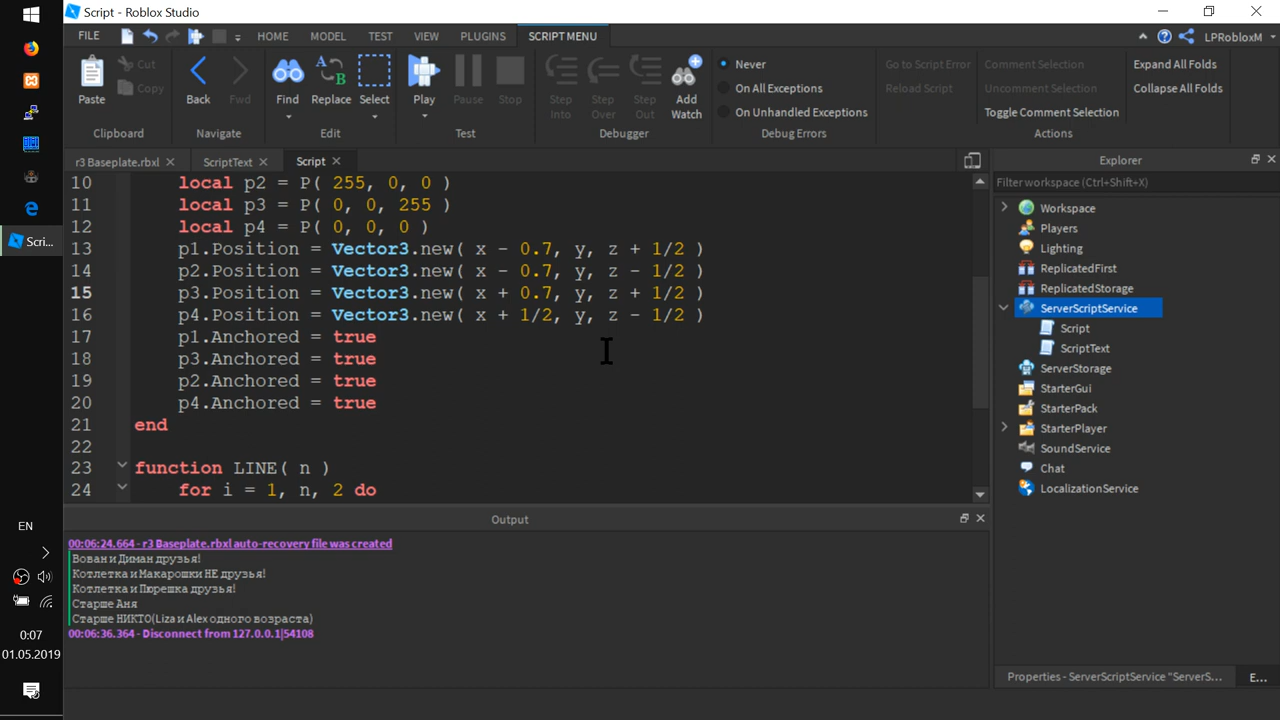 Script - Roblox Studio
FILE HOME MODEL TEST VIEW PLUGINS SCRIPT MENU LPRobloxM
Paste Cut Copy
Clipboard
Back Fwd
Navigate
Find Replace Select
Edit
Play Pause Stop
Test
Step Into Step Over Step Out Add Watch
Debugger
Never
On All Exceptions
On Unhandled Exceptions
Debug Errors
Go to Script Error
Reload Script
Comment Selection
Uncomment Selection
Toggle Comment Selection
Actions
Expand All Folds
Collapse All Folds
r3 Baseplate.rbxl ScriptText Script
10 local p2 = P( 255, 0, 0 )
11 local p3 = P( 0, 0, 255 )
12 local p4 = P( 0, 0, 0 )
13 p1.Position = Vector3.new( x - 0.7, y, z + 1/2 )
14 p2.Position = Vector3.new( x - 0.7, y, z - 1/2 )
15 p3.Position = Vector3.new( x + 0.7, y, z + 1/2 )
16 p4.Position = Vector3.new( x + 1/2, y, z - 1/2 )
17 p1.Anchored = true
18 p3.Anchored = true
19 p2.Anchored = true
20 p4.Anchored = true
21 end
22
23 function LINE( n )
24 for i = 1, n, 2 do
Output
00:06:24.664 - r3 Baseplate.rbxl auto-recovery file was created
Вован и Диман друзья!
Котлетка и Макарошки НЕ друзья!
Котлетка и Пюрешка друзья!
Старше Аня
Старше НИКТО(Liza и Alex одного возраста)
00:06:36.364 - Disconnect from 127.0.0.1|54108
Explorer
Filter workspace (Ctrl+Shift+X)
Workspace
Players
Lighting
ReplicatedFirst
ReplicatedStorage
ServerScriptService
Script
ScriptText
ServerStorage
StarterGui
StarterPack
StarterPlayer
SoundService
Chat
LocalizationService
Properties - ServerScriptService "ServerS... E...
Scri...
EN
0:07
01.05.2019